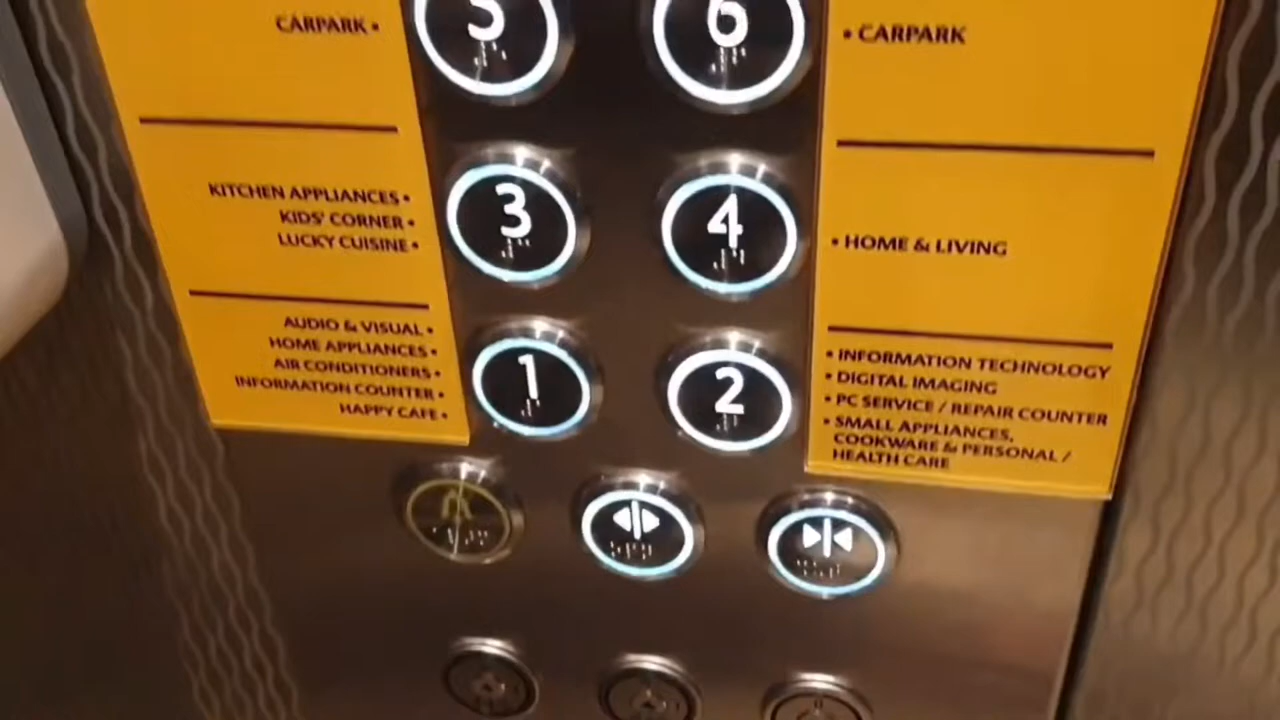 CARPARK •
5
6
• CARPARK
KITCHEN APPLIANCES •
KIDS' CORNER •
LUCKY CUISINE •
3
4
• HOME & LIVING
AUDIO & VISUAL •
HOME APPLIANCES •
AIR CONDITIONERS •
INFORMATION COUNTER •
HAPPY CAFE •
1
2
• INFORMATION TECHNOLOGY
• DIGITAL IMAGING
• PC SERVICE / REPAIR COUNTER
• SMALL APPLIANCES,
COOKWARE & PERSONAL /
HEALTH CARE